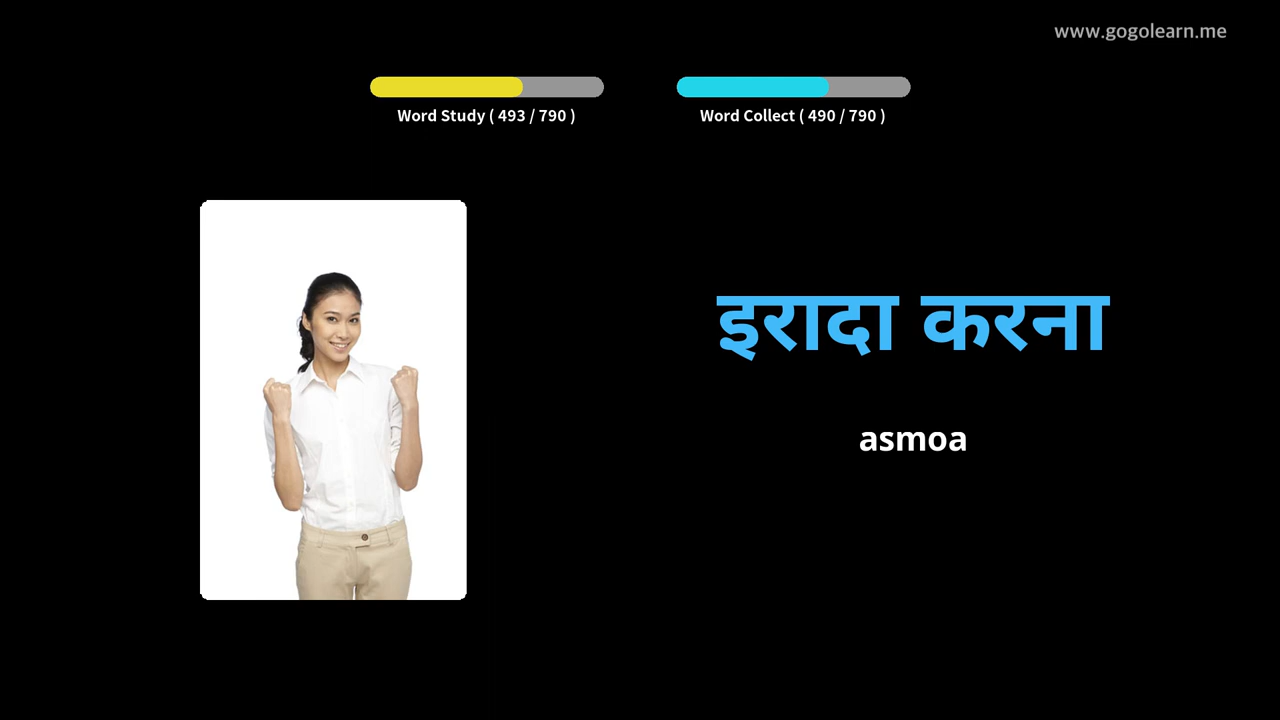 www.gogolearn.me
Word Study ( 493 / 790 )
Word Collect ( 490 / 790 )
इरादा करना
asmoa